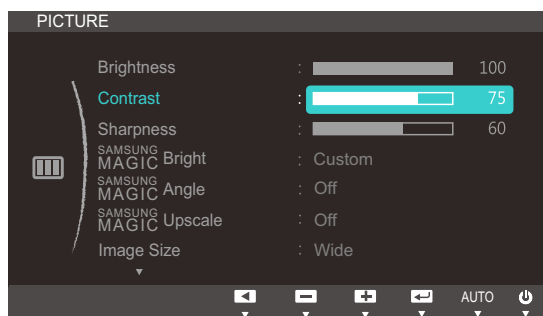 PICTURE
Brightness : 100
Contrast : 75
Sharpness : 60
SAMSUNG MAGIC Bright : Custom
SAMSUNG MAGIC Angle : Off
SAMSUNG MAGIC Upscale : Off
Image Size : Wide
AUTO